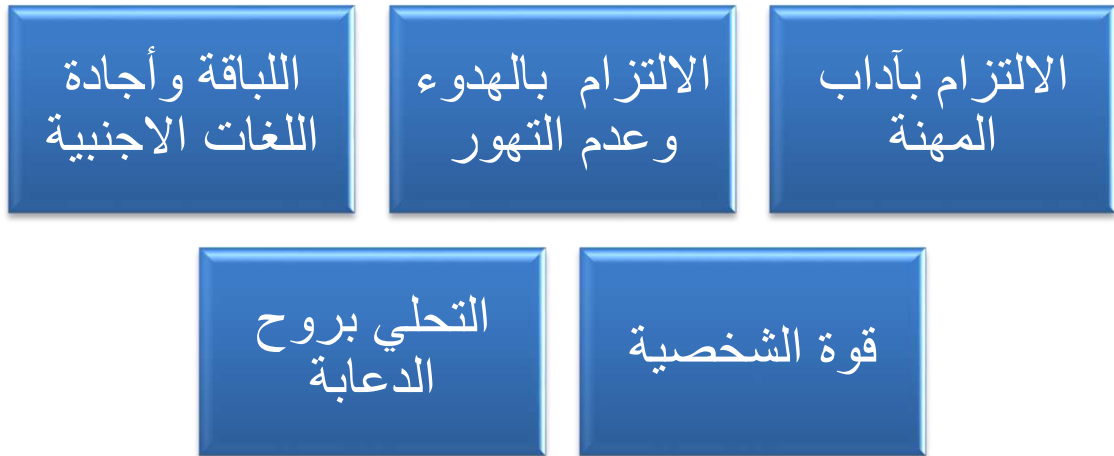 الالتزام بآداب
المهنة
الالتزام بالهدوء
وعدم التهور
اللباقة وأجادة
اللغات الاجنبية
قوة الشخصية
التحلي بروح
الدعابة